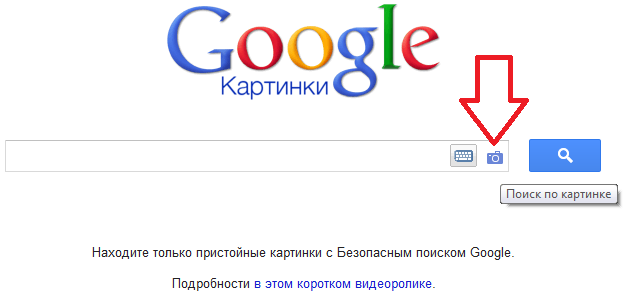 Google
Картинки
Поиск по картинке
Находите только пристойные картинки с Безопасным поиском Google.
Подробности в этом коротком видеоролике.